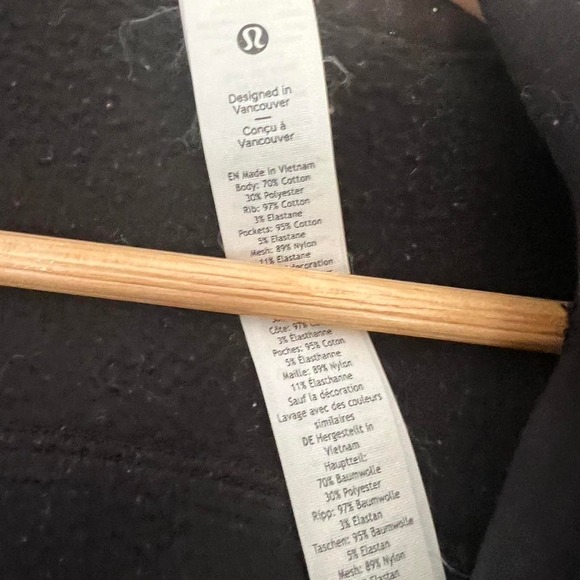 Designed in
Vancouver
Conçu à
Vancouver
EN Made in Vietnam
Body: 70% Cotton
30% Polyester
Rib: 97% Cotton
3% Elastane
Pockets: 95% Cotton
5% Elastane
Mesh: 89% Nylon
11% Elastane
decoration
Côte: 97%
3% Élasthanne
Poches: 95% Coton
5% Élasthanne
Maille: 89% Nylon
11% Élasthanne
Sauf la décoration
Lavage avec des couleurs
similaires
DE Hergestellt in
Vietnam
Hauptteil:
70% Baumwolle
30% Polyester
Ripp: 97% Baumwolle
3% Elastan
Taschen: 95% Baumwolle
5% Elastan
Mesh: 89% Nylon
Elastan